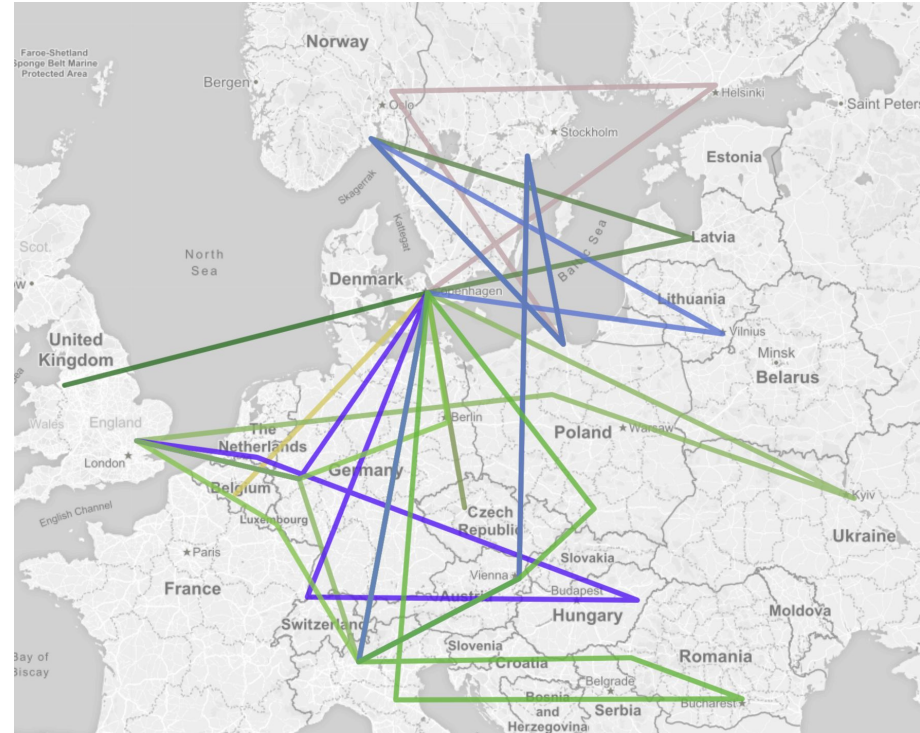 Faroe-Shetland
Sponge Belt Marine
Protected Area
Norway
Bergen
Oslo
Helsinki
Saint Peters
Stockholm
Estonia
Skagerrak
Kattegat
Baltic Sea
Scot.
North
Sea
Latvia
Denmark
Copenhagen
Lithuania
Vilnius
United
Kingdom
Minsk
Belarus
Wales
England
London
The
Netherlands
Berlin
Poland
Warsaw
Germany
Belgium
Kyiv
English Channel
Luxembourg
Czech
Republic
Ukraine
Paris
Slovakia
Vienna
France
Budapest
Austria
Hungary
Moldova
Switzerland
Slovenia
Bay of
Biscay
Croatia
Romania
Belgrade
Bosnia
and
Herzegovina
Serbia
Bucharest